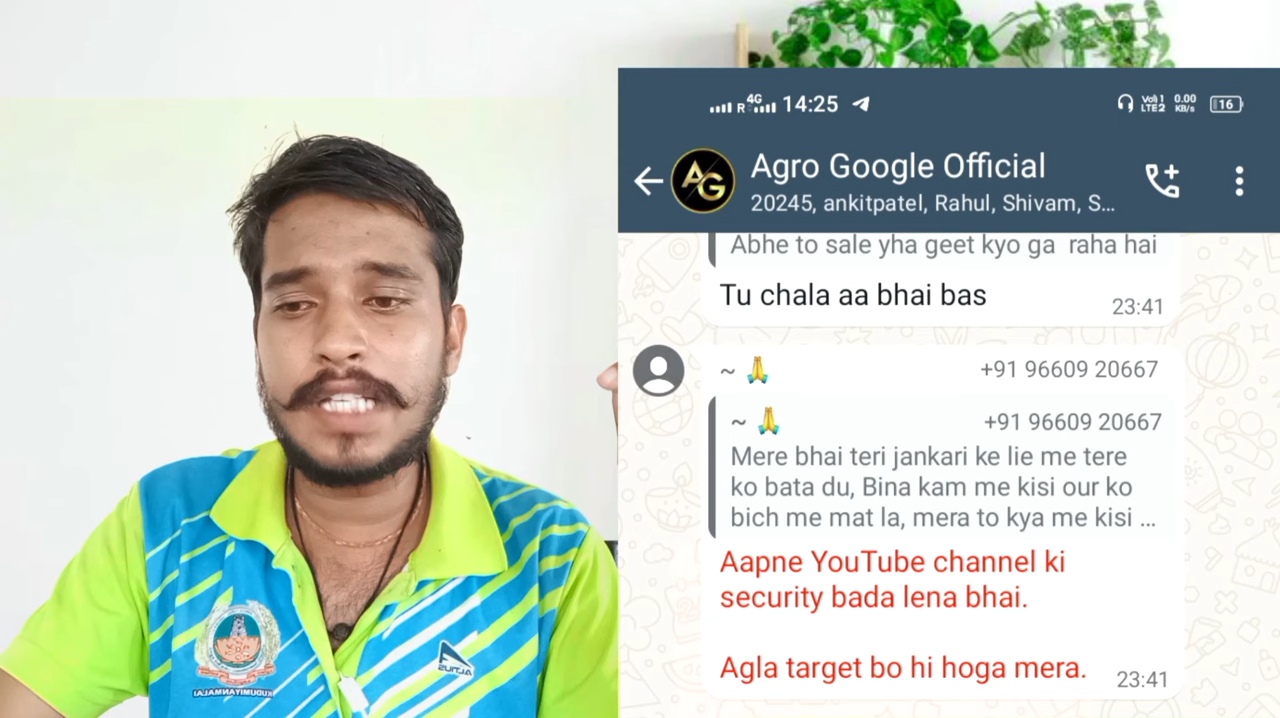 R 4G 14:25 Vo1) 1 LTE2 0.00 KB/s 16
AG Agro Google Official
20245, ankitpatel, Rahul, Shivam, S...
Abhe to sale yha geet kyo ga raha hai
Tu chala aa bhai bas
23:41
~ 🙏 +91 96609 20667
~ 🙏 +91 96609 20667
Mere bhai teri jankari ke lie me tere
ko bata du, Bina kam me kisi our ko
bich me mat la, mera to kya me kisi ...
Aapne YouTube channel ki
security bada lena bhai.
Agla target bo hi hoga mera.
23:41
KUDUMIYANMALAI
ALTIUS